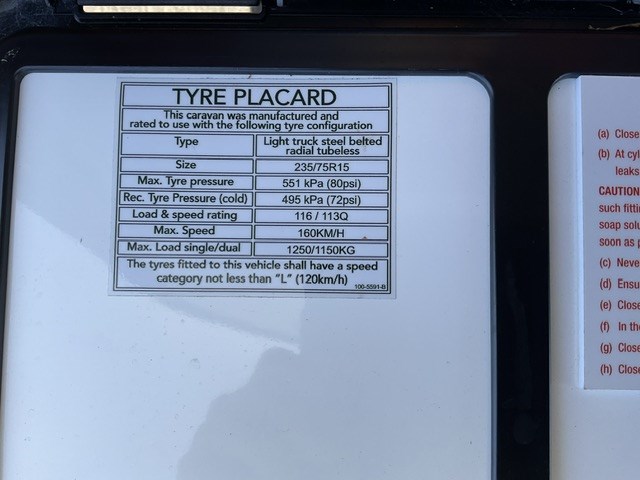 TYRE PLACARD
This caravan was manufactured and
rated to use with the following tyre configuration
Type Light truck steel belted
radial tubeless
Size 235/75R15
Max. Tyre pressure 551 kPa (80psi)
Rec. Tyre Pressure (cold) 495 kPa (72psi)
Load & speed rating 116 / 113Q
Max. Speed 160KM/H
Max. Load single/dual 1250/1150KG
The tyres fitted to this vehicle shall have a speed
category not less than "L" (120km/h)
100-5591-B
(a) Close
(b) At cyl
leaks
CAUTION
such fitti
soap solu
soon as p
(c) Neve
(d) Ensu
(e) Close
(f) In the
(g) Close
(h) Close